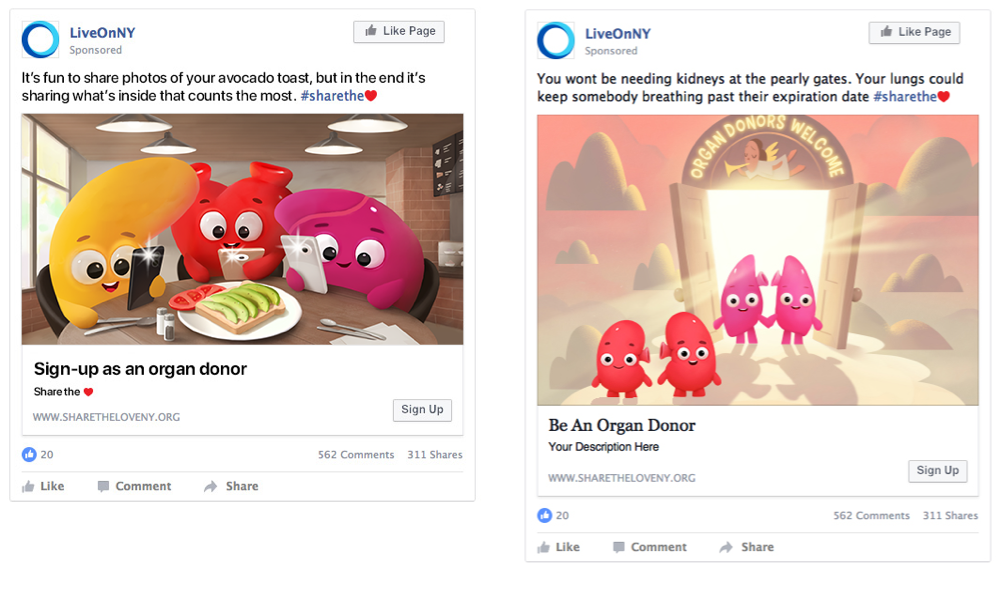 LiveOnNY
Sponsored
Like Page
It's fun to share photos of your avocado toast, but in the end it's
sharing what's inside that counts the most. #sharethe❤
Sign-up as an organ donor
Share the ❤
WWW.SHARETHELOVENY.ORG
Sign Up
20
562 Comments 311 Shares
Like Comment Share
LiveOnNY
Sponsored
Like Page
You wont be needing kidneys at the pearly gates. Your lungs could
keep somebody breathing past their expiration date #sharethe❤
ORGAN DONORS WELCOME
Be An Organ Donor
Your Description Here
WWW.SHARETHELOVENY.ORG
Sign Up
20
562 Comments 311 Shares
Like Comment Share